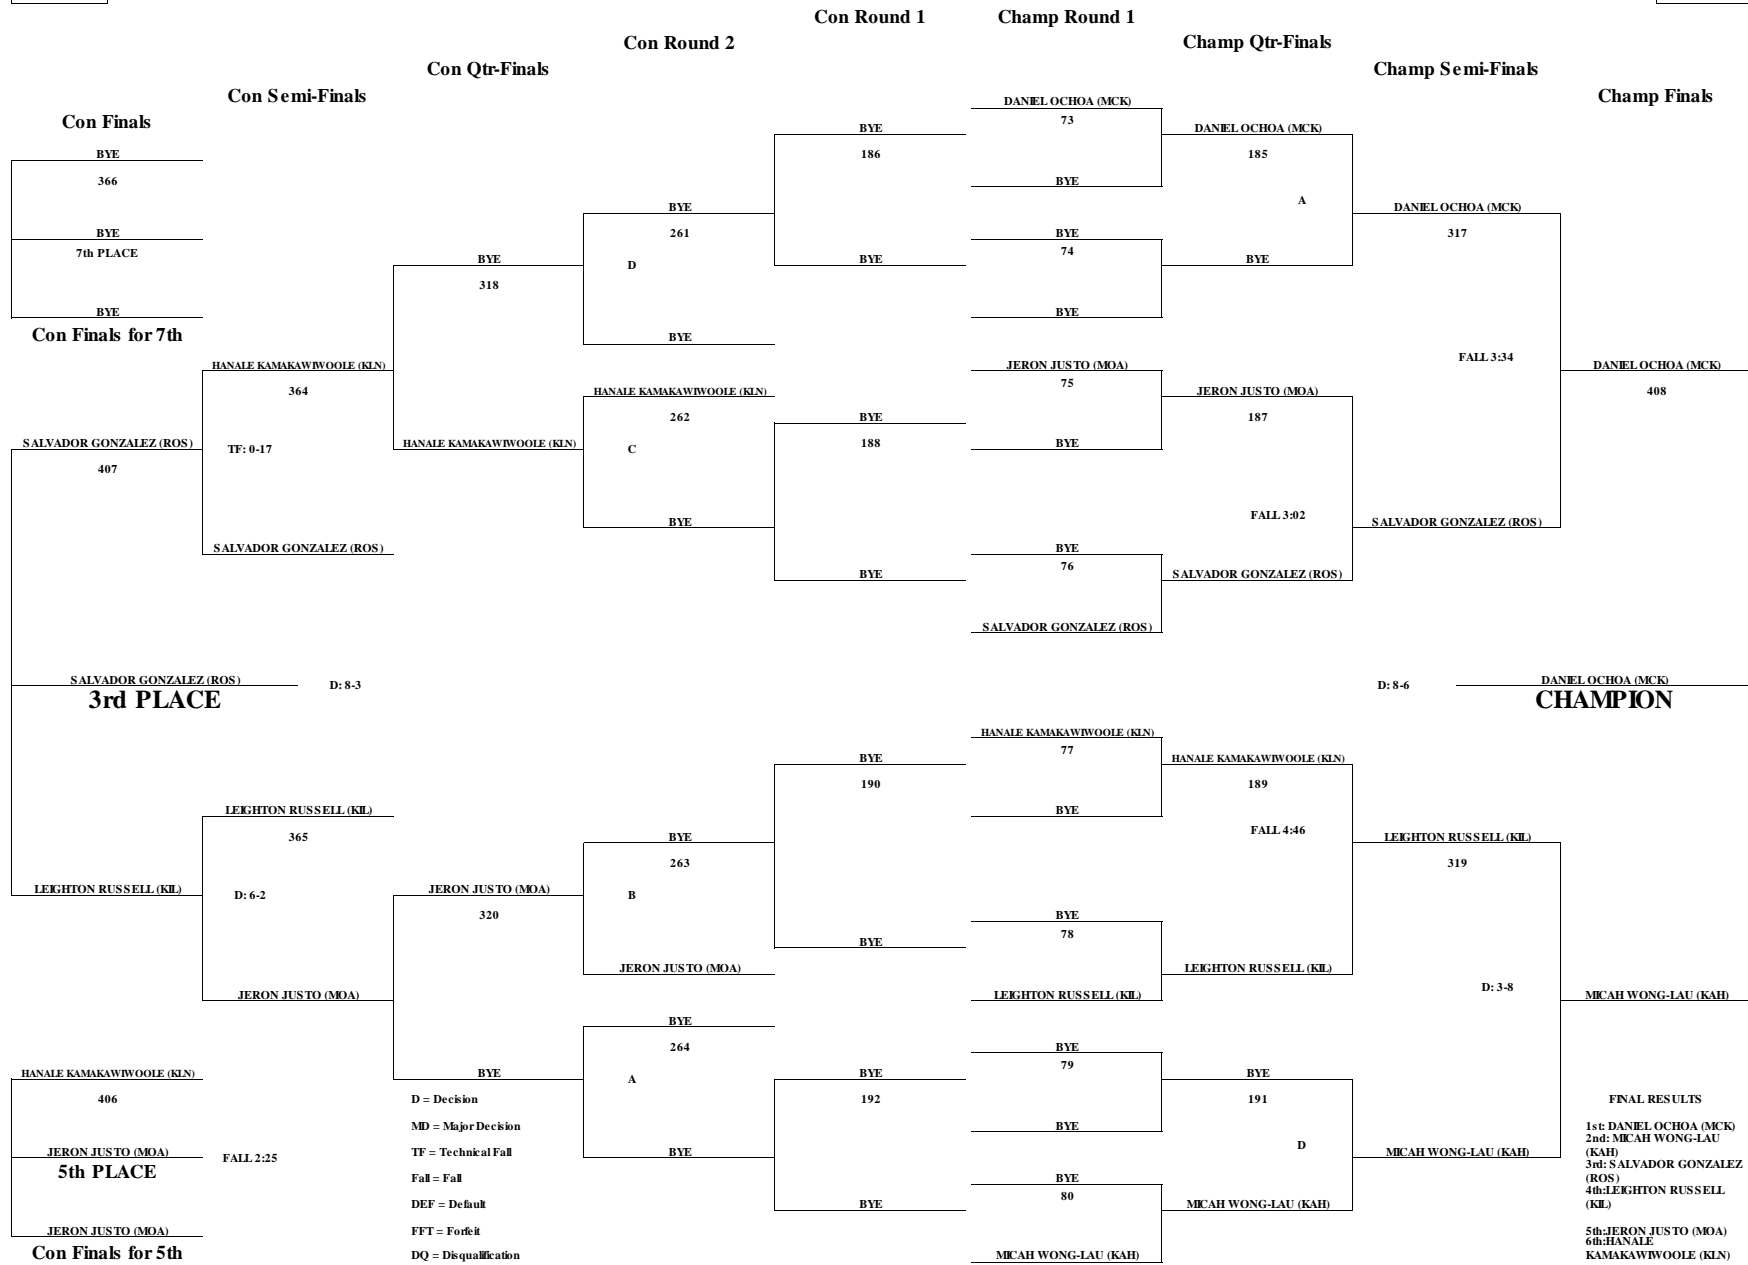 Con Round 1
Champ Round 1
Con Round 2
Champ Qtr-Finals
Con Qtr-Finals
Champ Semi-Finals
Con Semi-Finals
Champ Finals
Con Finals
BYE
366
BYE
7th PLACE
BYE
Con Finals for 7th
SALVADOR GONZALEZ (ROS)
407
SALVADOR GONZALEZ (ROS)
D: 8-3
3rd PLACE
LEIGHTON RUSSELL (KIL)
HANALE KAMAKAWIWOOLE (KLN)
406
JERON JUSTO (MOA)
FALL 2:25
5th PLACE
JERON JUSTO (MOA)
Con Finals for 5th
HANALE KAMAKAWIWOOLE (KLN)
364
TF: 0-17
SALVADOR GONZALEZ (ROS)
LEIGHTON RUSSELL (KIL)
365
D: 6-2
JERON JUSTO (MOA)
BYE
318
HANALE KAMAKAWIWOOLE (KLN)
JERON JUSTO (MOA)
320
BYE
D = Decision
MD = Major Decision
TF = Technical Fall
Fall = Fall
DEF = Default
FFT = Forfeit
DQ = Disqualification
BYE
261
D
BYE
HANALE KAMAKAWIWOOLE (KLN)
262
C
BYE
BYE
263
B
JERON JUSTO (MOA)
BYE
264
A
BYE
BYE
186
BYE
BYE
188
BYE
BYE
190
BYE
BYE
192
BYE
DANIEL OCHOA (MCK)
73
BYE
BYE
74
BYE
JERON JUSTO (MOA)
75
BYE
BYE
76
SALVADOR GONZALEZ (ROS)
HANALE KAMAKAWIWOOLE (KLN)
77
BYE
BYE
78
LEIGHTON RUSSELL (KIL)
BYE
79
BYE
BYE
80
MICAH WONG-LAU (KAH)
DANIEL OCHOA (MCK)
185
A
BYE
JERON JUSTO (MOA)
187
FALL 3:02
SALVADOR GONZALEZ (ROS)
HANALE KAMAKAWIWOOLE (KLN)
189
FALL 4:46
LEIGHTON RUSSELL (KIL)
BYE
191
D
MICAH WONG-LAU (KAH)
DANIEL OCHOA (MCK)
317
FALL 3:34
SALVADOR GONZALEZ (ROS)
LEIGHTON RUSSELL (KIL)
319
D: 3-8
MICAH WONG-LAU (KAH)
DANIEL OCHOA (MCK)
408
D: 8-6
DANIEL OCHOA (MCK)
CHAMPION
MICAH WONG-LAU (KAH)
FINAL RESULTS
1st: DANIEL OCHOA (MCK)
2nd: MICAH WONG-LAU
(KAH)
3rd: SALVADOR GONZALEZ
(ROS)
4th:LEIGHTON RUSSELL
(KIL)
5th:JERON JUSTO (MOA)
6th:HANALE
KAMAKAWIWOOLE (KLN)